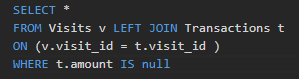 SELECT *
FROM Visits v LEFT JOIN Transactions t
ON (v.visit_id = t.visit_id )
WHERE t.amount IS null